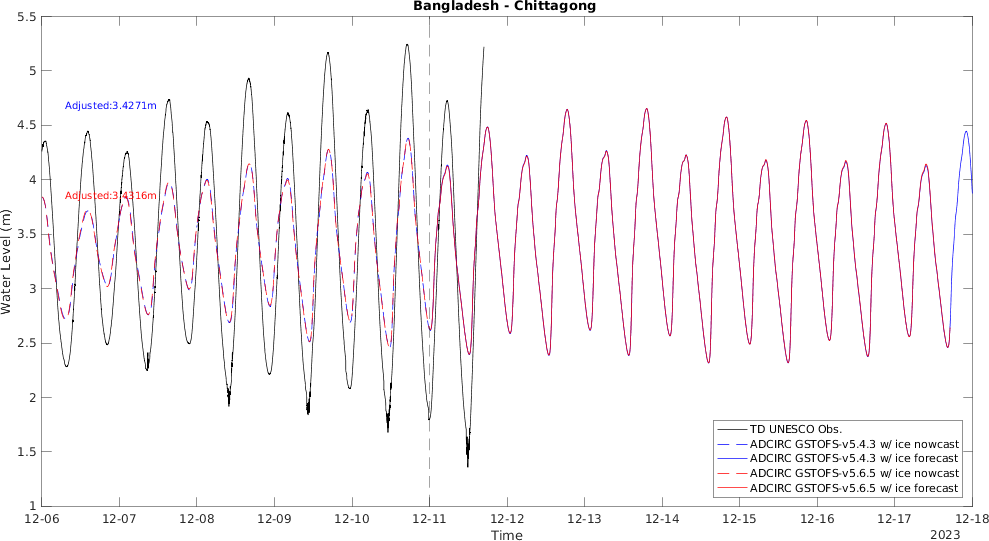 Bangladesh - Chittagong
5.5
5
4.5
4
3.5
3
2.5
2
1.5
1
Water Level (m)
Adjusted:3.4271m
Adjusted:3.4316m
TD UNESCO Obs.
ADCIRC GSTOFS-v5.4.3 w/ ice nowcast
ADCIRC GSTOFS-v5.4.3 w/ ice forecast
ADCIRC GSTOFS-v5.6.5 w/ ice nowcast
ADCIRC GSTOFS-v5.6.5 w/ ice forecast
12-06 12-07 12-08 12-09 12-10 12-11 12-12 12-13 12-14 12-15 12-16 12-17 12-18
Time
2023